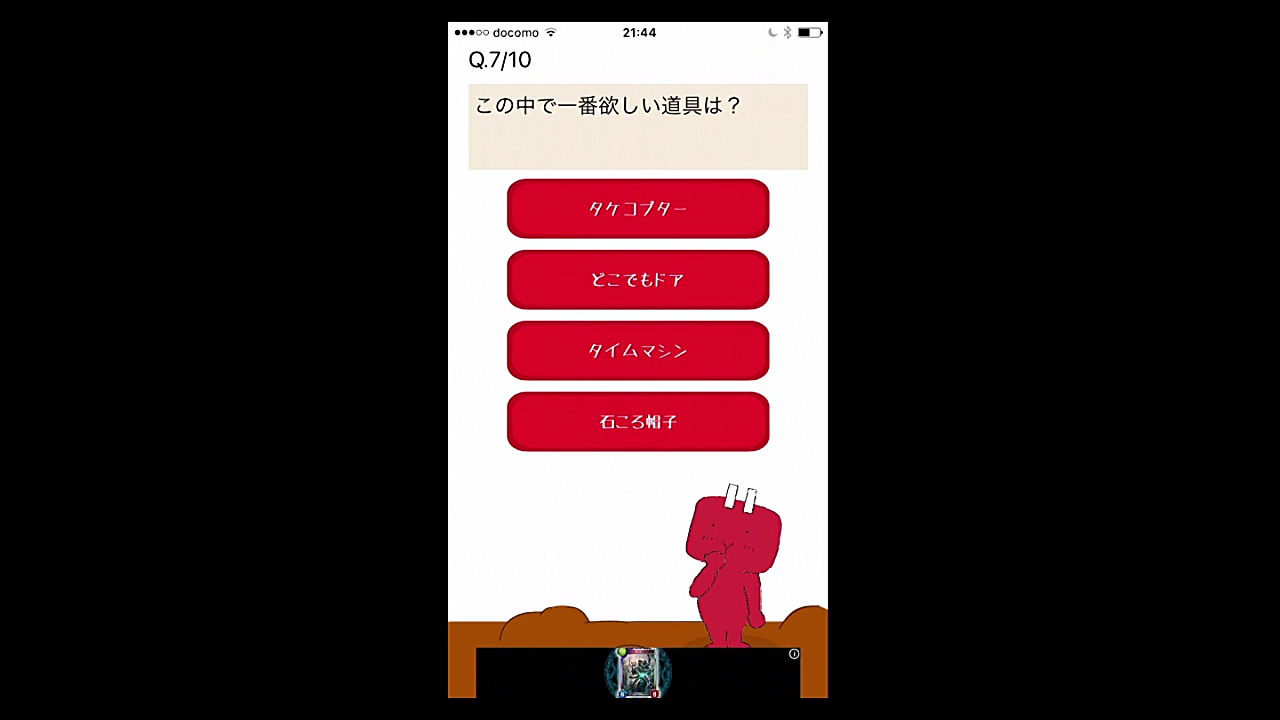 docomo
21:44
Q.7/10
この中で一番欲しい道具は？
タケコプター
どこでもドア
タイムマシン
石ころ帽子